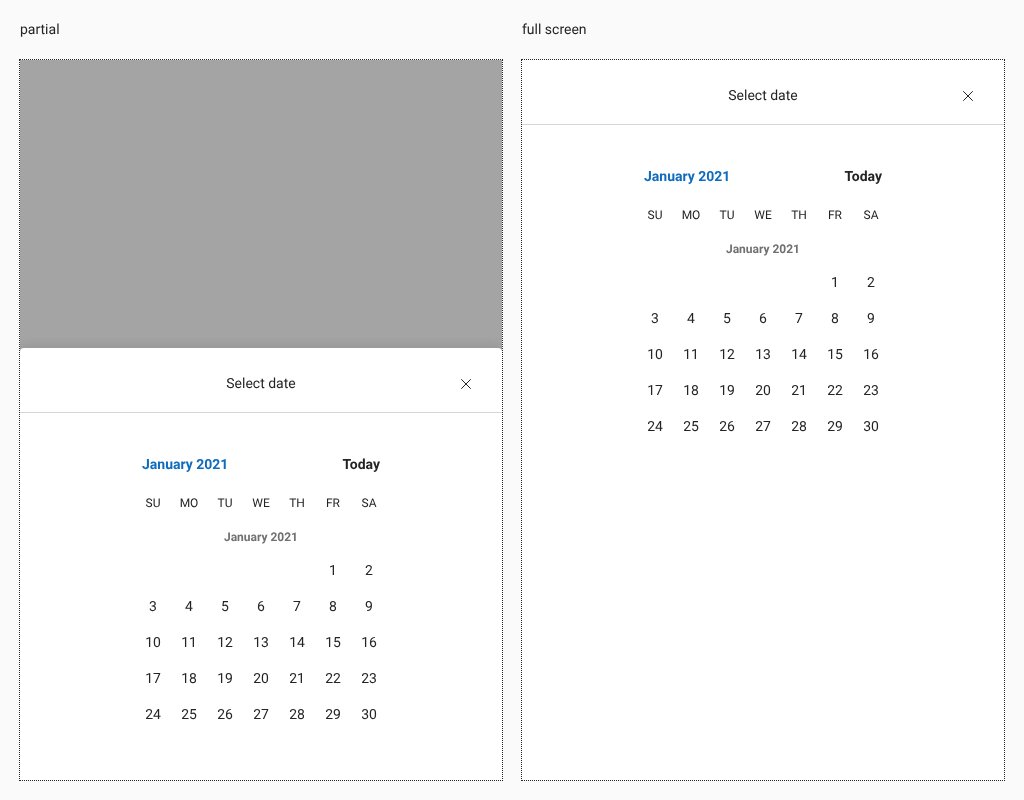 partial
Select date
January 2021 Today
SU MO TU WE TH FR SA
January 2021
1 2
3 4 5 6 7 8 9
10 11 12 13 14 15 16
17 18 19 20 21 22 23
24 25 26 27 28 29 30
full screen
Select date
January 2021 Today
SU MO TU WE TH FR SA
January 2021
1 2
3 4 5 6 7 8 9
10 11 12 13 14 15 16
17 18 19 20 21 22 23
24 25 26 27 28 29 30